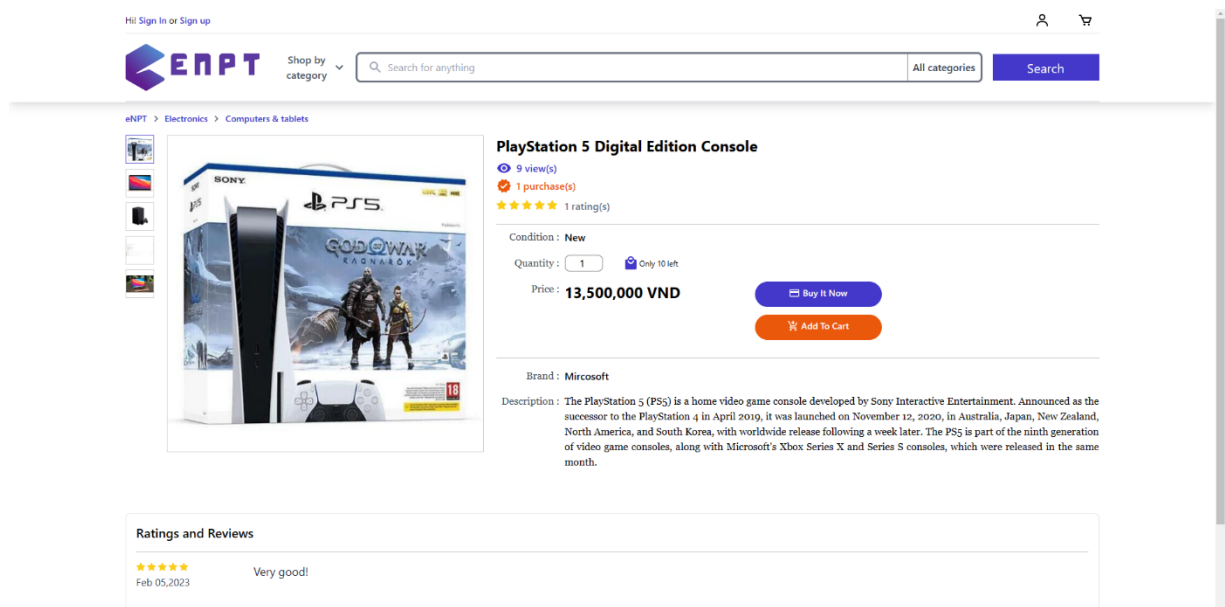 Hi! Sign In or Sign up
ENPT
Shop by
category
Search for anything
All categories
Search
eNPT > Electronics > Computers & tablets
PlayStation 5 Digital Edition Console
9 view(s)
1 purchase(s)
1 rating(s)
SONY
PS5
GOD OF WAR
RAGNARÖK
18
Condition : New
Quantity : 1 Only 10 left
Price : 13,500,000 VND
Buy It Now
Add To Cart
Brand : Mircosoft
Description : The PlayStation 5 (PS5) is a home video game console developed by Sony Interactive Entertainment. Announced as the
successor to the PlayStation 4 in April 2019, it was launched on November 12, 2020, in Australia, Japan, New Zealand,
North America, and South Korea, with worldwide release following a week later. The PS5 is part of the ninth generation
of video game consoles, along with Microsoft's Xbox Series X and Series S consoles, which were released in the same
month.
Ratings and Reviews
Feb 05,2023
Very good!